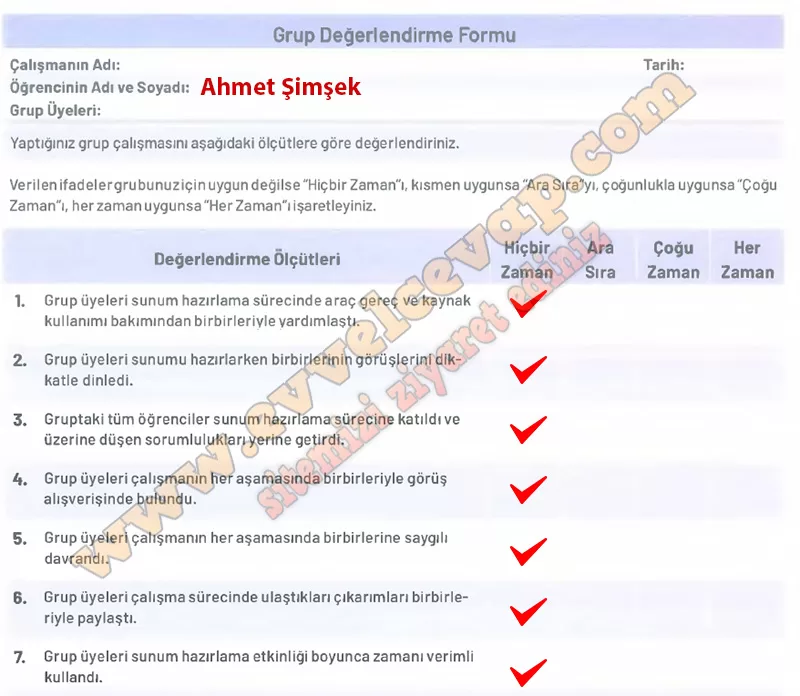 Grup Değerlendirme Formu
Çalışmanın Adı: Tarih:
Öğrencinin Adı ve Soyadı: Ahmet Şimşek
Grup Üyeleri:
Yaptığınız grup çalışmasını aşağıdaki ölçütlere göre değerlendiriniz.
Verilen ifadeler grubunuz için uygun değilse "Hiçbir Zaman"ı, kısmen uygunsa "Ara Sıra"yı, çoğunlukla uygunsa "Çoğu
Zaman"ı, her zaman uygunsa "Her Zaman"ı işaretleyiniz.
Değerlendirme Ölçütleri
Hiçbir Zaman
Ara Sıra
Çoğu Zaman
Her Zaman
1. Grup üyeleri sunum hazırlama sürecinde araç gereç ve kaynak
kullanımı bakımından birbirleriyle yardımlaştı.
2. Grup üyeleri sunumu hazırlarken birbirlerinin görüşlerini dik-
katle dinledi.
3. Gruptaki tüm öğrenciler sunum hazırlama sürecine katıldı ve
üzerine düşen sorumlulukları yerine getirdi.
4. Grup üyeleri çalışmanın her aşamasında birbirleriyle görüş
alışverişinde bulundu.
5. Grup üyeleri çalışmanın her aşamasında birbirlerine saygılı
davrandı.
6. Grup üyeleri çalışma sürecinde ulaştıkları çıkarımları birbirle-
riyle paylaştı.
7. Grup üyeleri sunum hazırlama etkinliği boyunca zamanı verimli
kullandı.
www.evvelcevap.com
sitemizi ziyaret ediniz